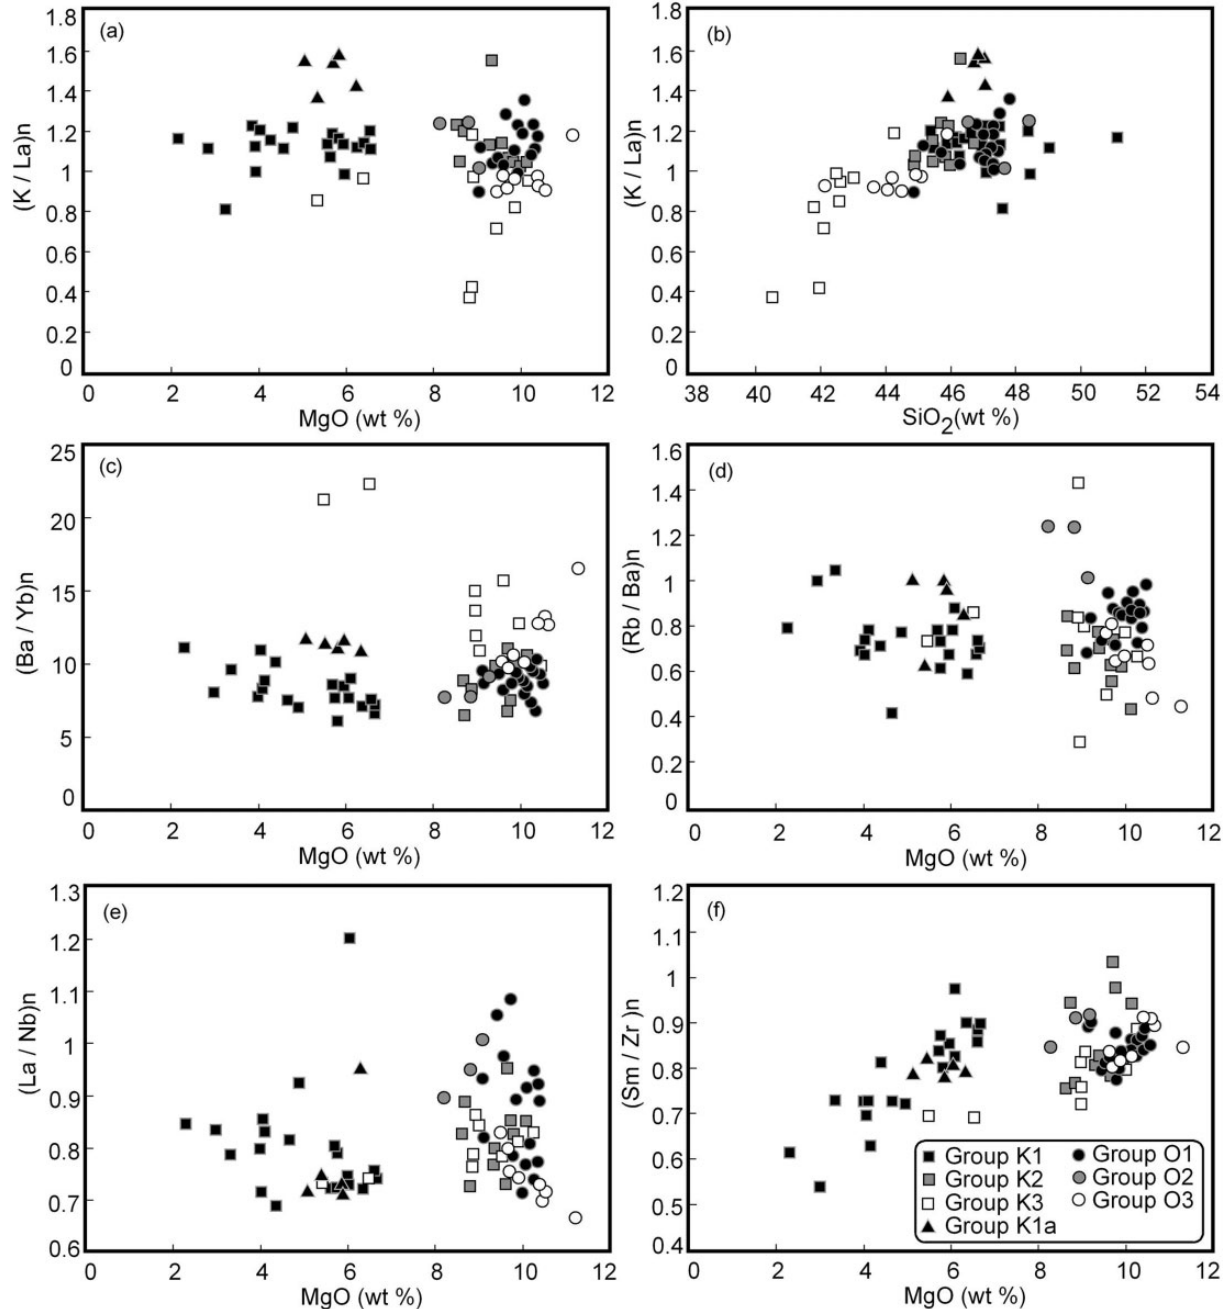 (a)
1.8
1.6
1.4
1.2
1.0
0.8
0.6
0.4
0.2
0
(K / La)n
0 2 4 6 8 10 12
MgO (wt %)
(b)
1.8
1.6
1.4
1.2
1.0
0.8
0.6
0.4
0.2
0
(K / La)n
38 40 42 44 46 48 50 52 54
SiO₂(wt %)
(c)
25
20
15
10
5
0
(Ba / Yb)n
0 2 4 6 8 10 12
MgO (wt %)
(d)
1.6
1.4
1.2
1
0.8
0.6
0.4
0.2
0
(Rb / Ba)n
0 2 4 6 8 10 12
MgO (wt %)
(e)
1.3
1.2
1.1
1
0.9
0.8
0.7
0.6
(La / Nb)n
0 2 4 6 8 10 12
MgO (wt %)
(f)
1.2
1.1
1
0.9
0.8
0.7
0.6
0.5
0.4
(Sm / Zr )n
0 2 4 6 8 10 12
MgO (wt %)
Group K1
Group K2
Group K3
Group K1a
Group O1
Group O2
Group O3